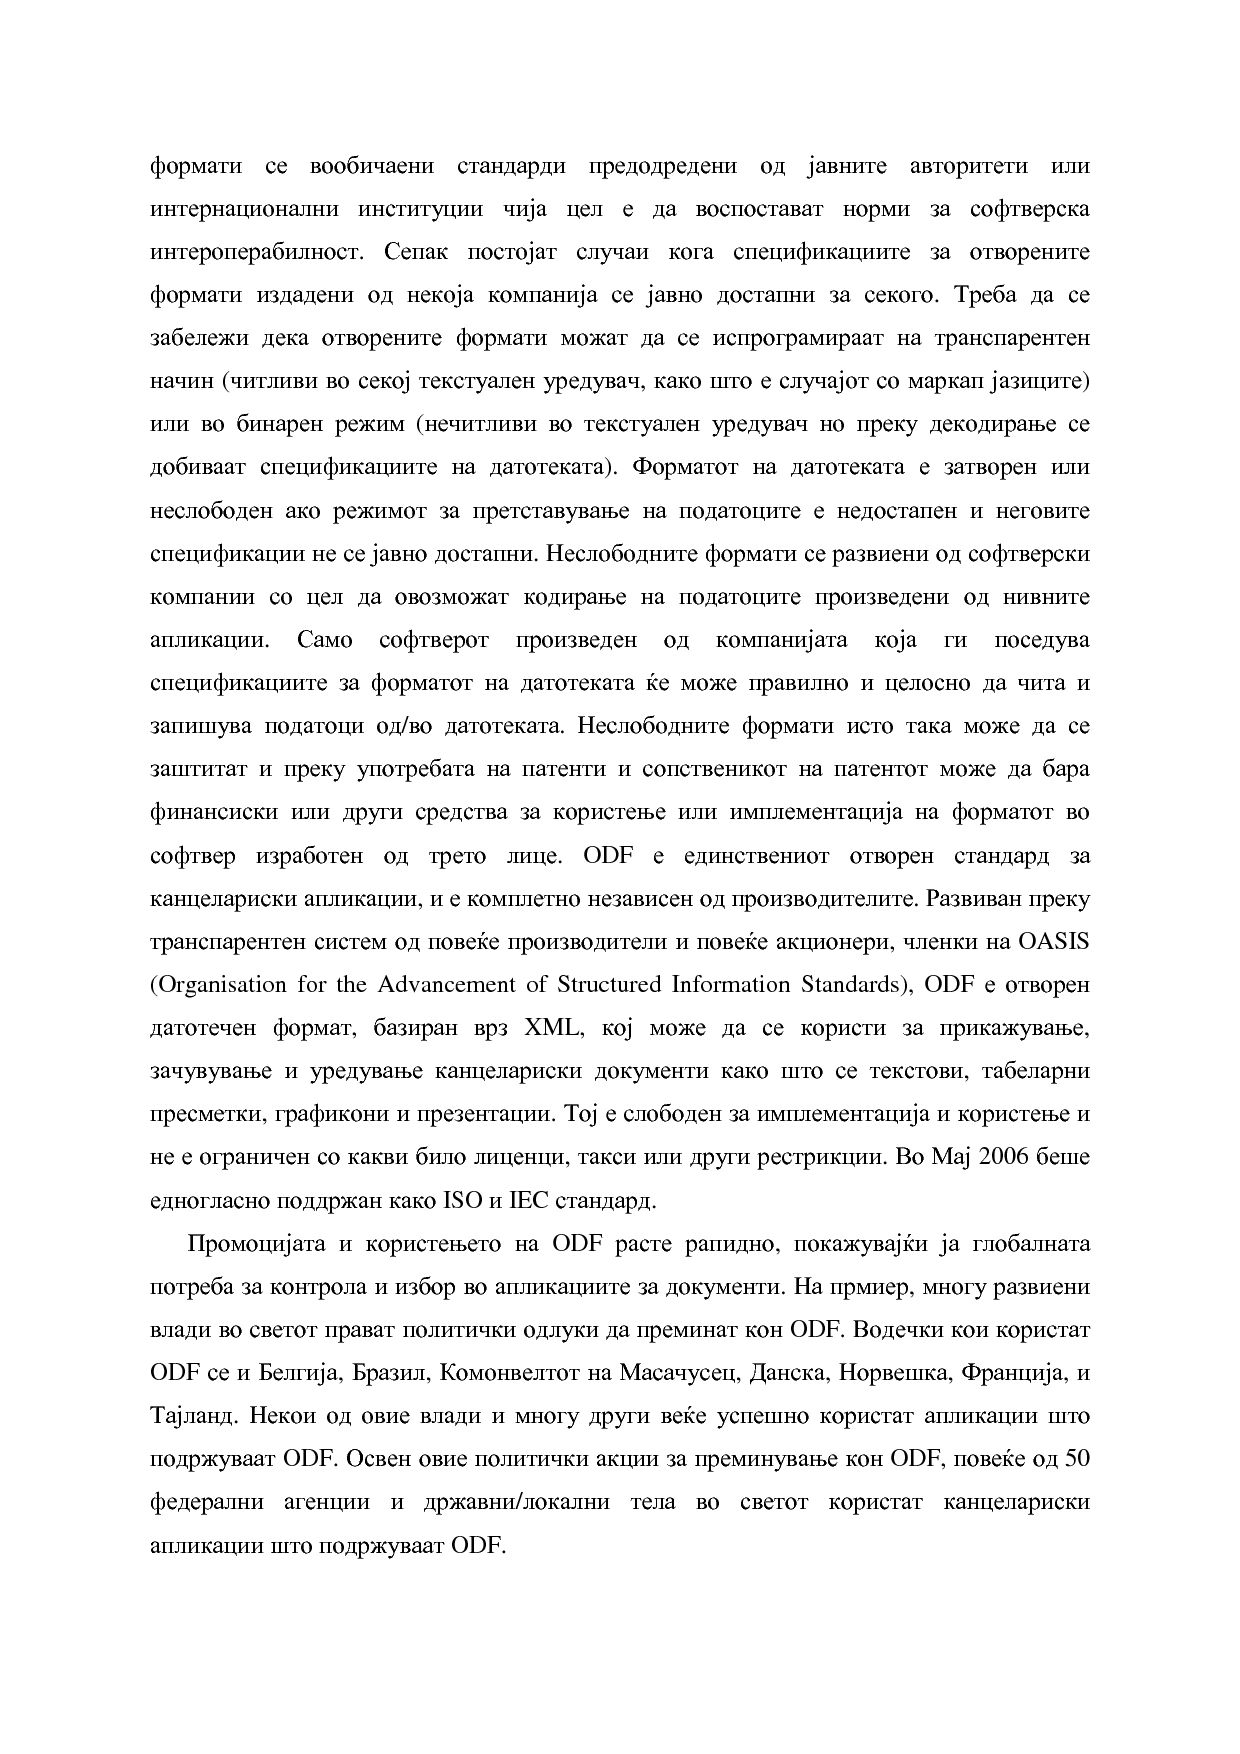 формати се вообичаени стандарди предодредени од јавните авторитети или
интернационални институции чија цел е да воспостават норми за софтверска
интероперабилност. Сепак постојат случаи кога спецификациите за отворените
формати издадени од некоја компанија се јавно достапни за секого. Треба да се
забележи дека отворените формати можат да се испрограмираат на транспарентен
начин (читливи во секој текстуален уредувач, како што е случајот со маркап јазиците)
или во бинарен режим (нечитливи во текстуален уредувач но преку декодирање се
добиваат спецификациите на датотеката). Форматот на датотеката е затворен или
неслободен ако режимот за претставување на податоците е недостапен и неговите
спецификации не се јавно достапни. Неслободните формати се развиени од софтверски
компании со цел да овозможат кодирање на податоците произведени од нивните
апликации. Само софтверот произведен од компанијата која ги поседува
спецификациите за форматот на датотеката ќе може правилно и целосно да чита и
запишува податоци од/во датотеката. Неслободните формати исто така може да се
заштитат и преку употребата на патенти и сопственикот на патентот може да бара
финансиски или други средства за користење или имплементација на форматот во
софтвер изработен од трето лице. ODF е единствениот отворен стандард за
канцелариски апликации, и е комплетно независен од производителите. Развиван преку
транспарентен систем од повеќе производители и повеќе акционери, членки на OASIS
(Organisation for the Advancement of Structured Information Standards), ODF е отворен
датотечен формат, базиран врз XML, кој може да се користи за прикажување,
зачувување и уредување канцелариски документи како што се текстови, табеларни
пресметки, графикони и презентации. Тој е слободен за имплементација и користење и
не е ограничен со какви било лиценци, такси или други рестрикции. Во Мај 2006 беше
едногласно поддржан како ISO и IEC стандард.
Промоцијата и користењето на ODF расте рапидно, покажувајќи ја глобалната
потреба за контрола и избор во апликациите за документи. На прмиер, многу развиени
влади во светот прават политички одлуки да преминат кон ODF. Водечки кои користат
ODF се и Белгија, Бразил, Комонвелтот на Масачусец, Данска, Норвешка, Франција, и
Тајланд. Некои од овие влади и многу други веќе успешно користат апликации што
подржуваат ODF. Освен овие политички акции за преминување кон ODF, повеќе од 50
федерални агенции и државни/локални тела во светот користат канцелариски
апликации што подржуваат ODF.